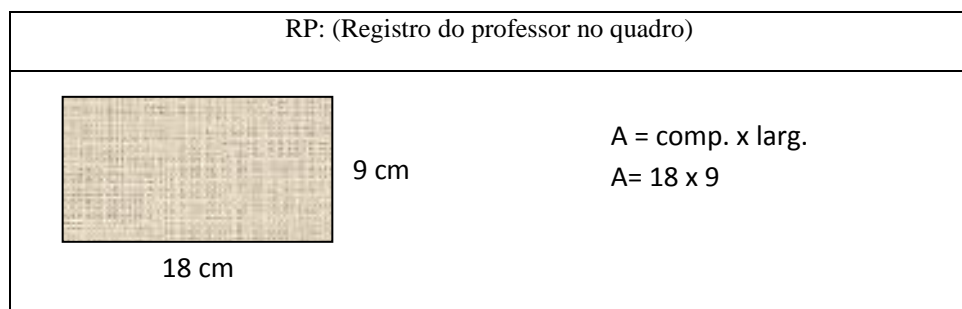 RP: (Registro do professor no quadro)
9 cm
A = comp. x larg.
A= 18 x 9
18 cm